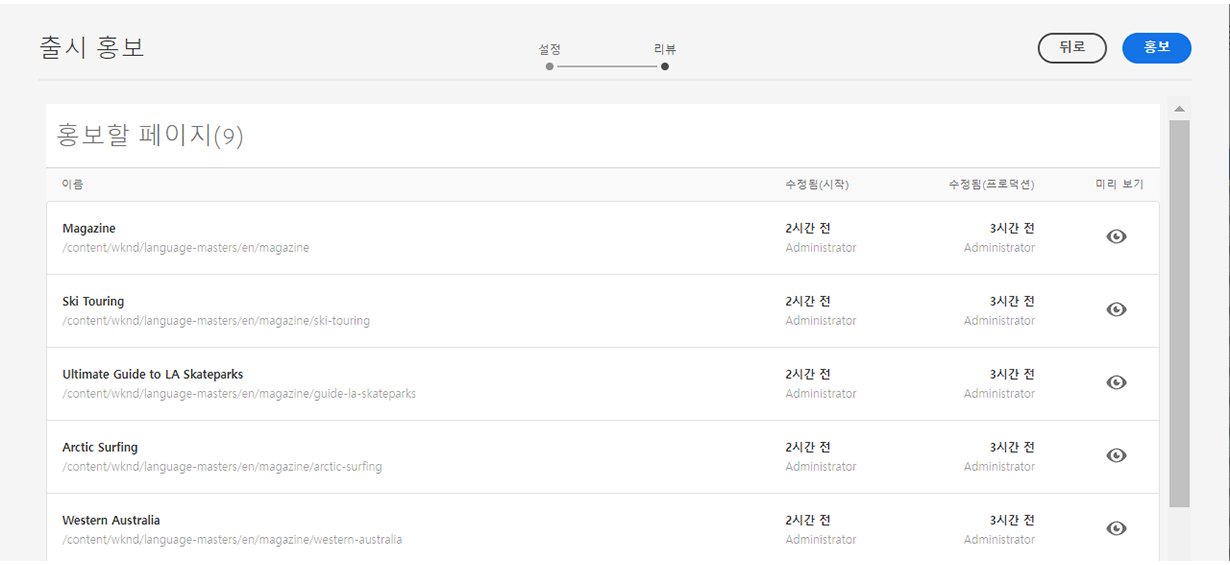 출시 홍보
설정
리뷰
뒤로
홍보
홍보할 페이지(9)
이름
수정됨(시작)
수정됨(프로덕션)
미리 보기
Magazine
2시간 전
3시간 전
/content/wknd/language-masters/en/magazine
Administrator
Administrator
Ski Touring
2시간 전
3시간 전
/content/wknd/language-masters/en/magazine/ski-touring
Administrator
Administrator
Ultimate Guide to LA Skateparks
2시간 전
3시간 전
/content/wknd/language-masters/en/magazine/guide-la-skateparks
Administrator
Administrator
Arctic Surfing
2시간 전
3시간 전
/content/wknd/language-masters/en/magazine/arctic-surfing
Administrator
Administrator
Western Australia
2시간 전
3시간 전
/content/wknd/language-masters/en/magazine/western-australia
Administrator
Administrator